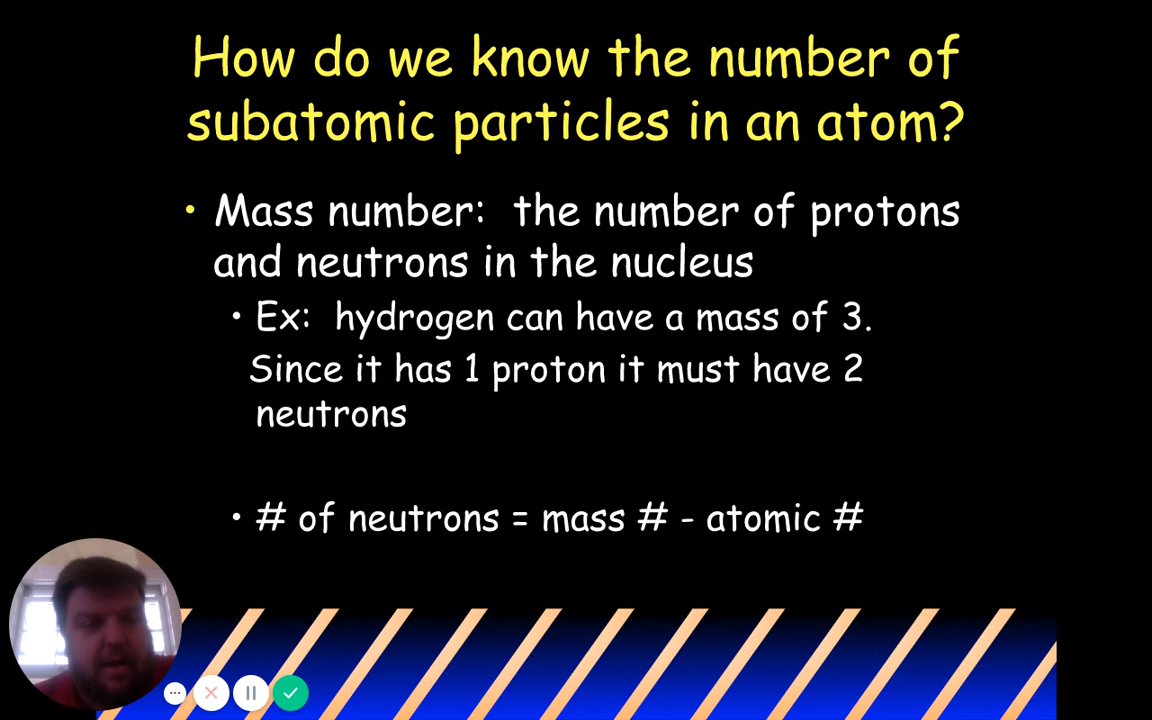 How do we know the number of
subatomic particles in an atom?
• Mass number: the number of protons
and neutrons in the nucleus
• Ex: hydrogen can have a mass of 3.
Since it has 1 proton it must have 2
neutrons
• # of neutrons = mass # - atomic #